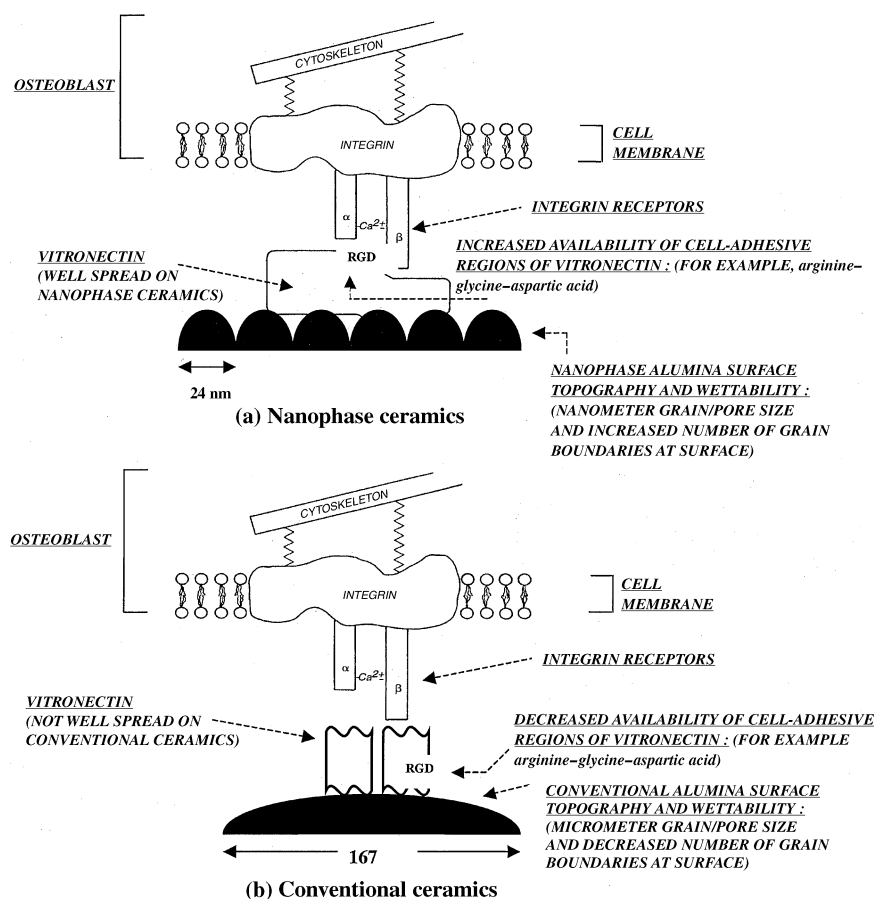 OSTEOBLAST
CYTOSKELETON
INTEGRIN
CELL
MEMBRANE
α
Ca2±
β
INTEGRIN RECEPTORS
VITRONECTIN
(WELL SPREAD ON
NANOPHASE CERAMICS)
RGD
INCREASED AVAILABILITY OF CELL-ADHESIVE
REGIONS OF VITRONECTIN : (FOR EXAMPLE, arginine–
glycine–aspartic acid)
24 nm
NANOPHASE ALUMINA SURFACE
TOPOGRAPHY AND WETTABILITY :
(NANOMETER GRAIN/PORE SIZE
AND INCREASED NUMBER OF GRAIN
BOUNDARIES AT SURFACE)
(a) Nanophase ceramics
OSTEOBLAST
CYTOSKELETON
INTEGRIN
CELL
MEMBRANE
α
Ca2±
β
INTEGRIN RECEPTORS
VITRONECTIN
(NOT WELL SPREAD ON
CONVENTIONAL CERAMICS)
RGD
DECREASED AVAILABILITY OF CELL-ADHESIVE
REGIONS OF VITRONECTIN : (FOR EXAMPLE
arginine–glycine–aspartic acid)
CONVENTIONAL ALUMINA SURFACE
TOPOGRAPHY AND WETTABILITY :
(MICROMETER GRAIN/PORE SIZE
AND DECREASED NUMBER OF GRAIN
BOUNDARIES AT SURFACE)
167
(b) Conventional ceramics